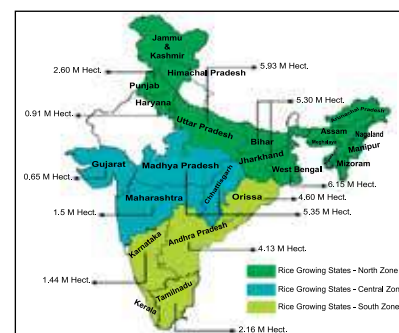 Jammu
&
Kashmir
2.60 M Hect.
Himachal Pradesh
5.93 M Hect.
Punjab
Haryana
5.30 M Hect.
0.91 M Hect.
Uttar Pradesh
Arunachal Pradesh
Assam
Nagaland
Bihar
Manipur
Gujarat
Madhya Pradesh
Jharkhand
Mizoram
West Bengal
0.65 M Hect.
Chhattisgarh
6.15 M Hect.
Maharashtra
Orissa
4.60 M Hect.
1.5 M Hect.
5.35 M Hect.
Karnataka
Andhra Pradesh
4.13 M Hect.
Rice Growing States - North Zone
1.44 M Hect.
Rice Growing States - Central Zone
Tamilnadu
Rice Growing States - South Zone
Kerala
2.16 M Hect.